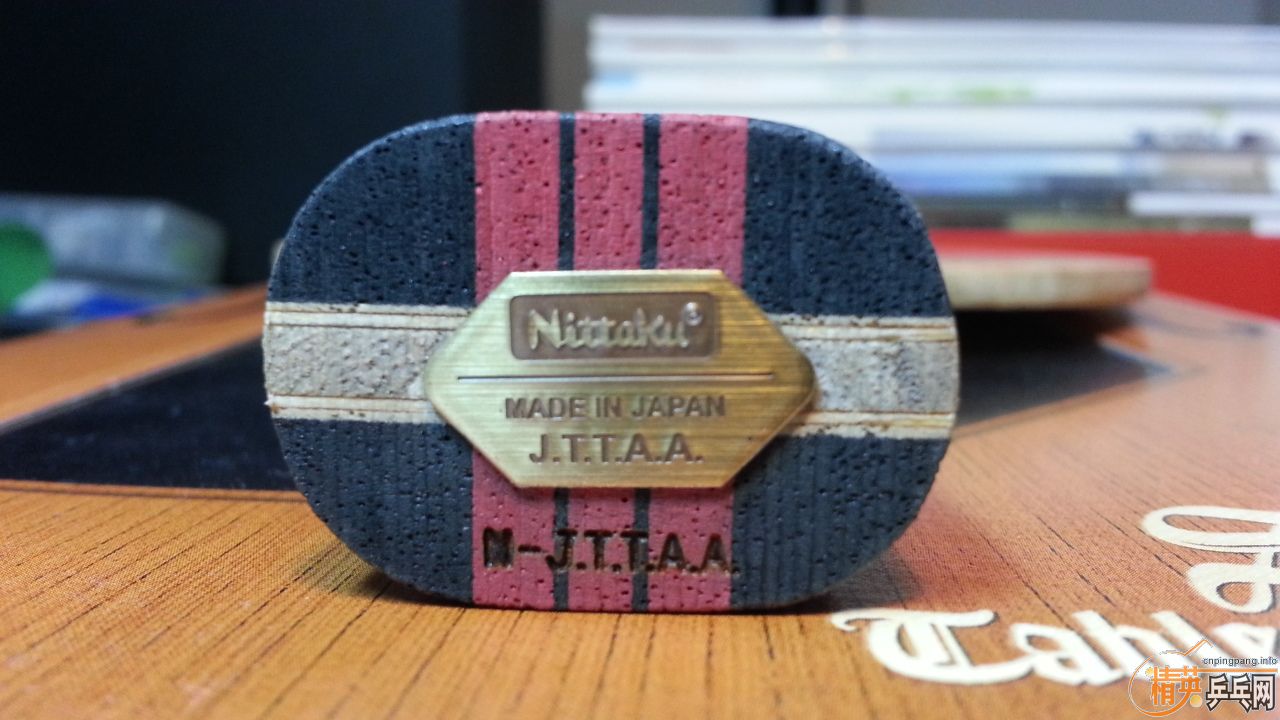 Nittaku®
MADE IN JAPAN
J.T.T.A.A.
N-J.T.T.A.A.
cnpingpang.info
精英乒乓网